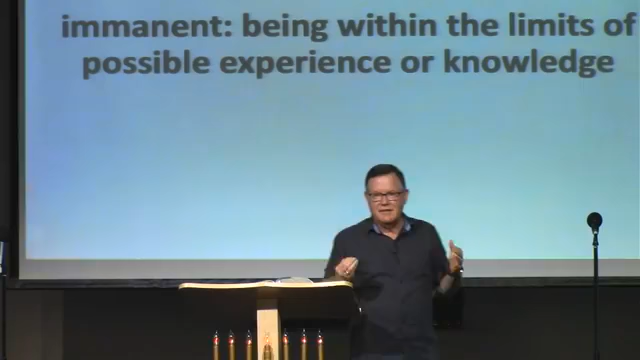 immanent: being within the limits of
possible experience or knowledge